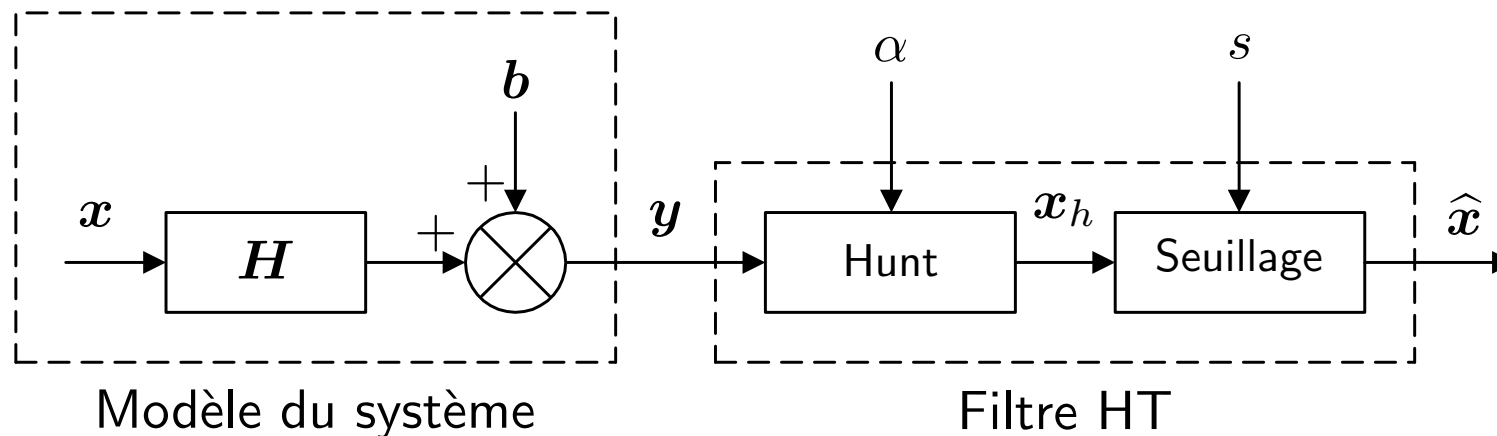 α s
b
+
x H + y Hunt x_h Seuillage x̂
Modèle du système Filtre HT